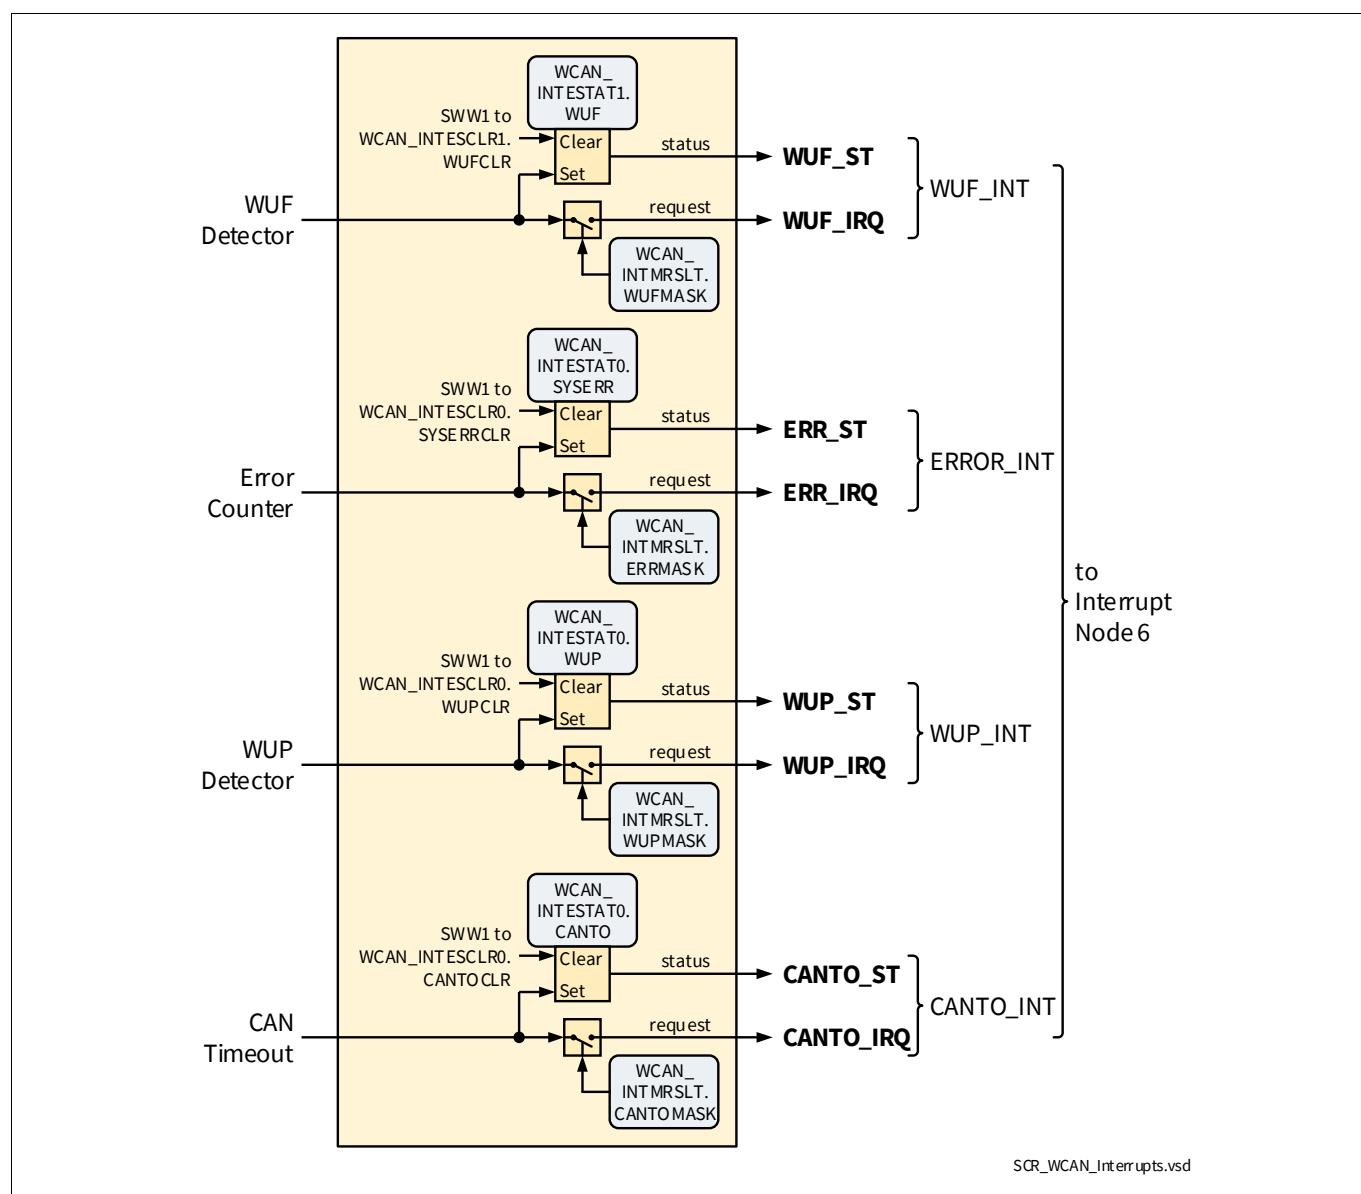 WCAN_
INTESTAT1.
WUF
SWW1 to
WCAN_INTESCLR1.
WUFCLR
Clear
Set
status
WUF_ST
WUF
Detector
request
WUF_IRQ
WUF_INT
WCAN_
INTMRSLT.
WUFMASK
WCAN_
INTESTAT0.
SYSERR
SWW1 to
WCAN_INTESCLR0.
SYSERRCLR
Clear
Set
status
ERR_ST
Error
Counter
request
ERR_IRQ
ERROR_INT
WCAN_
INTMRSLT.
ERRMASK
to
Interrupt
Node 6
WCAN_
INTESTAT0.
WUP
SWW1 to
WCAN_INTESCLR0.
WUPCLR
Clear
Set
status
WUP_ST
WUP
Detector
request
WUP_IRQ
WUP_INT
WCAN_
INTMRSLT.
WUPMASK
WCAN_
INTESTAT0.
CANTO
SWW1 to
WCAN_INTESCLR0.
CANTOCLR
Clear
Set
status
CANTO_ST
CAN
Timeout
request
CANTO_IRQ
CANTO_INT
WCAN_
INTMRSLT.
CANTOMASK
SCR_WCAN_Interrupts.vsd